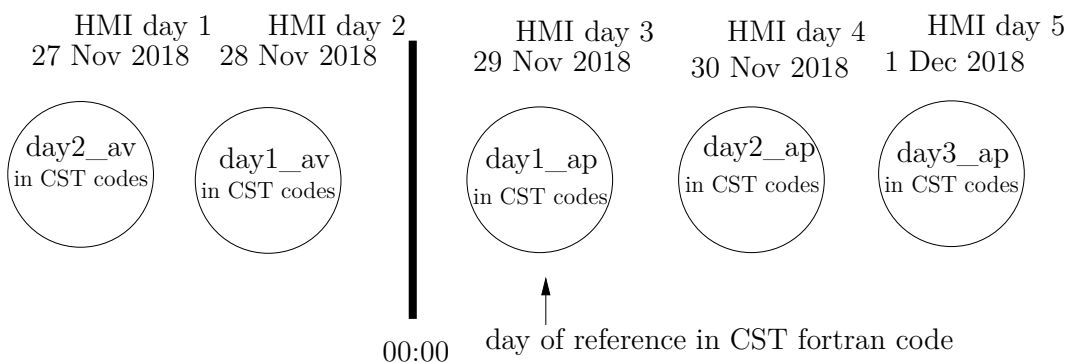 HMI day 1
27 Nov 2018
day2_av
in CST codes
HMI day 2
28 Nov 2018
day1_av
in CST codes
00:00
HMI day 3
29 Nov 2018
day1_ap
in CST codes
day of reference in CST fortran code
HMI day 4
30 Nov 2018
day2_ap
in CST codes
HMI day 5
1 Dec 2018
day3_ap
in CST codes